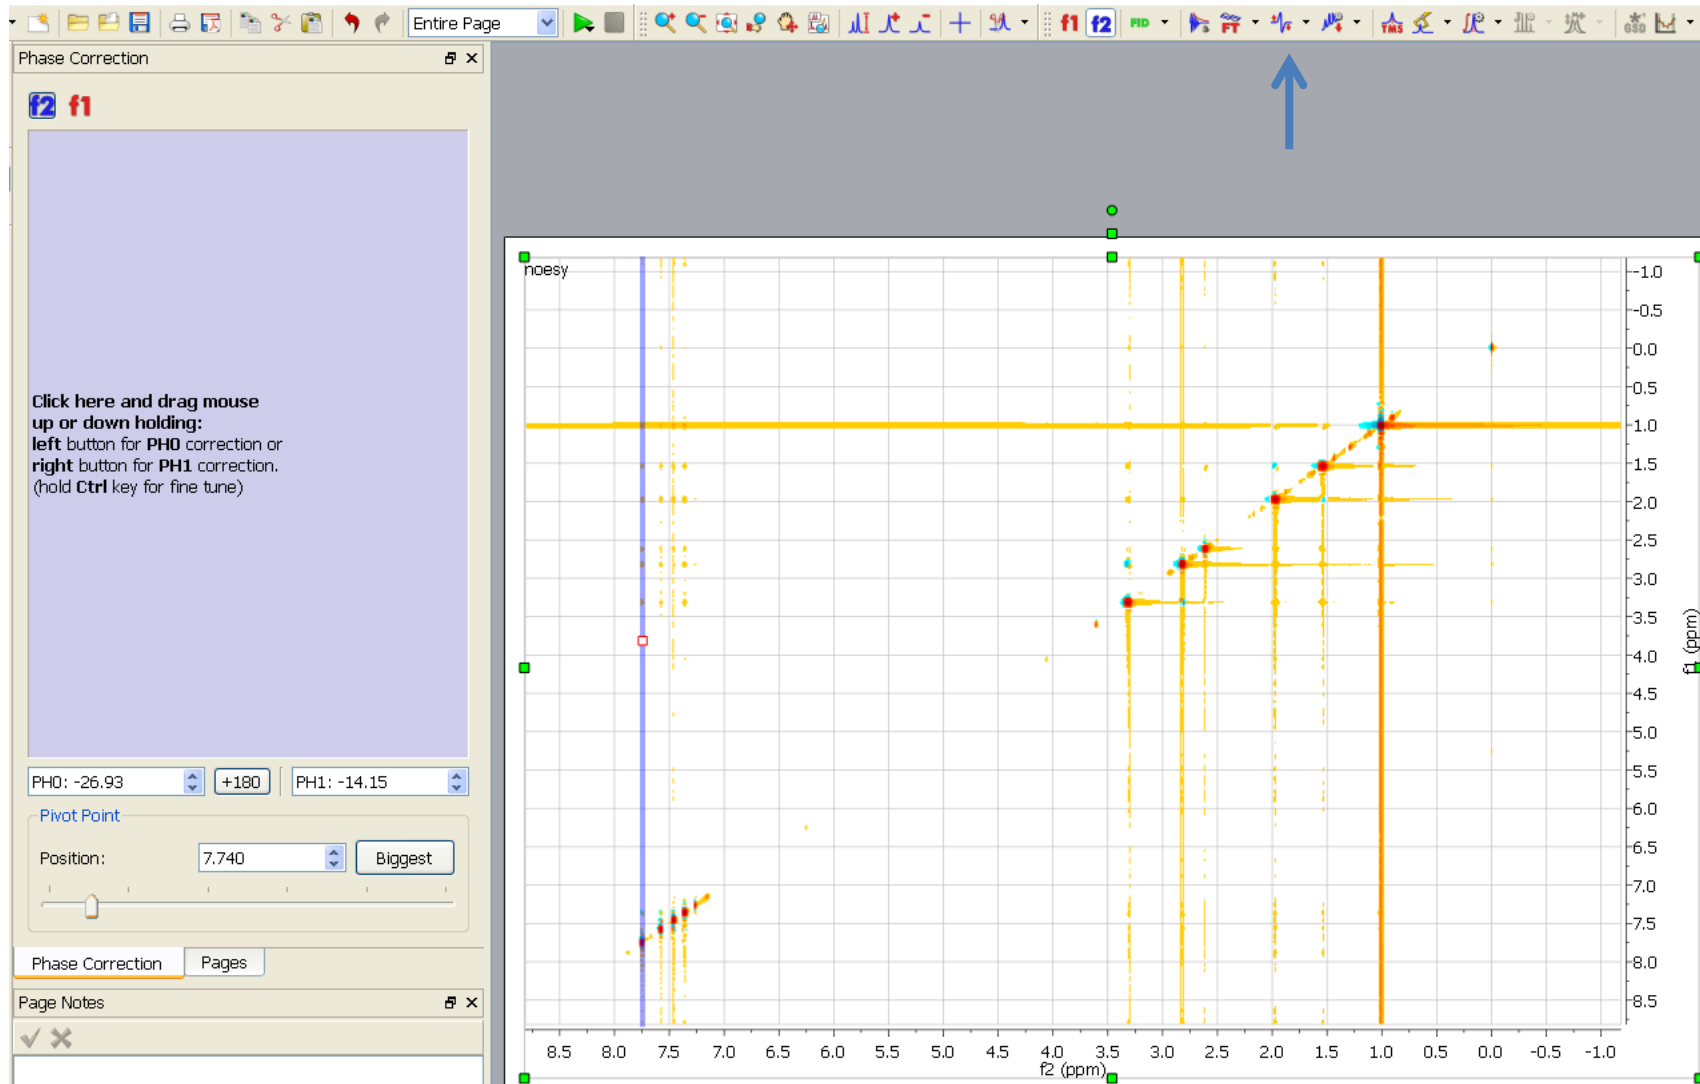 Entire Page
f1 f2 FID FT TMS GSD
Phase Correction
f2 f1
Click here and drag mouse
up or down holding:
left button for PH0 correction or
right button for PH1 correction.
(hold Ctrl key for fine tune)
PH0: -26.93 +180 PH1: -14.15
Pivot Point
Position: 7.740 Biggest
Phase Correction Pages
Page Notes
noesy
-1.0
-0.5
0.0
0.5
1.0
1.5
2.0
2.5
3.0
3.5
4.0
4.5
5.0
5.5
6.0
6.5
7.0
7.5
8.0
8.5
f1 (ppm)
8.5 8.0 7.5 7.0 6.5 6.0 5.5 5.0 4.5 4.0 3.5 3.0 2.5 2.0 1.5 1.0 0.5 0.0 -0.5 -1.0
f2 (ppm)